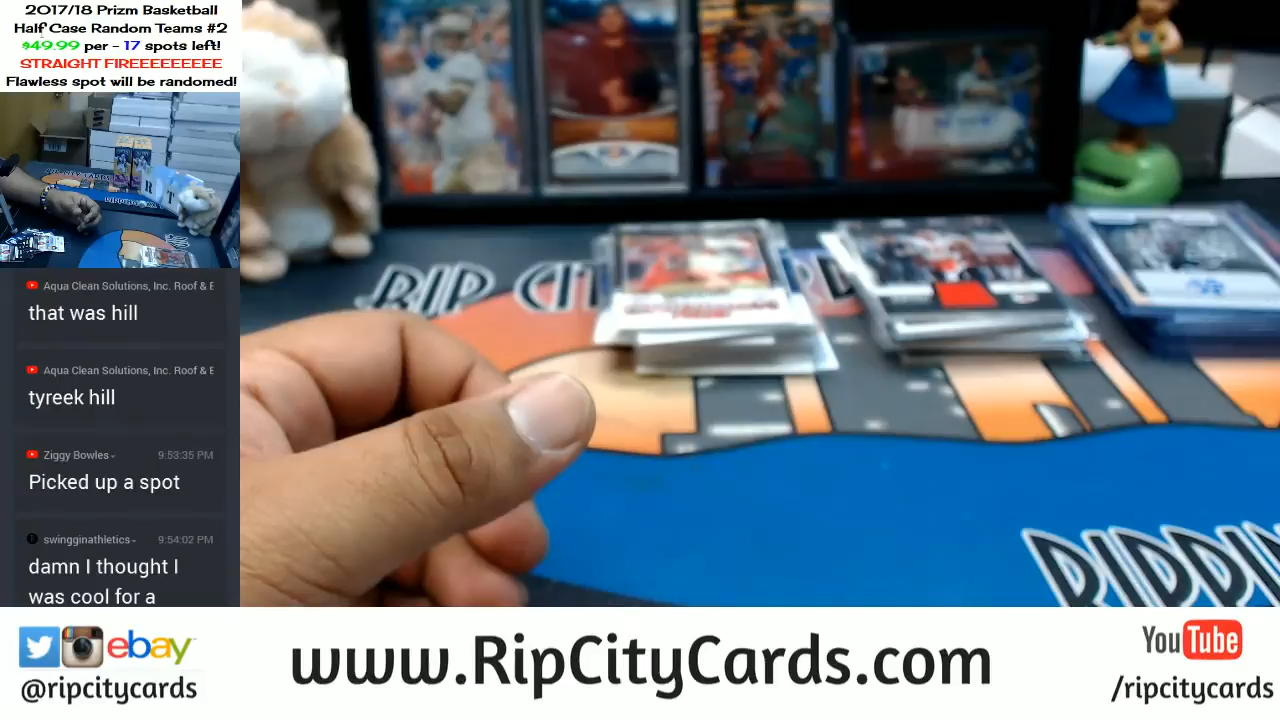 2017/18 Prizm Basketball
Half Case Random Teams #2
$49.99 per - 17 spots left!
STRAIGHT FIREEEEEEEEE
Flawless spot will be randomed!
Aqua Clean Solutions, Inc. Roof & E
that was hill
Aqua Clean Solutions, Inc. Roof & E
tyreek hill
Ziggy Bowles
9:53:35 PM
Picked up a spot
swingginathletics
9:54:02 PM
damn I thought I
was cool for a
RIP CIT
RIPPIN
ebay
@ripcitycards
www.RipCityCards.com
YouTube
/ripcitycards